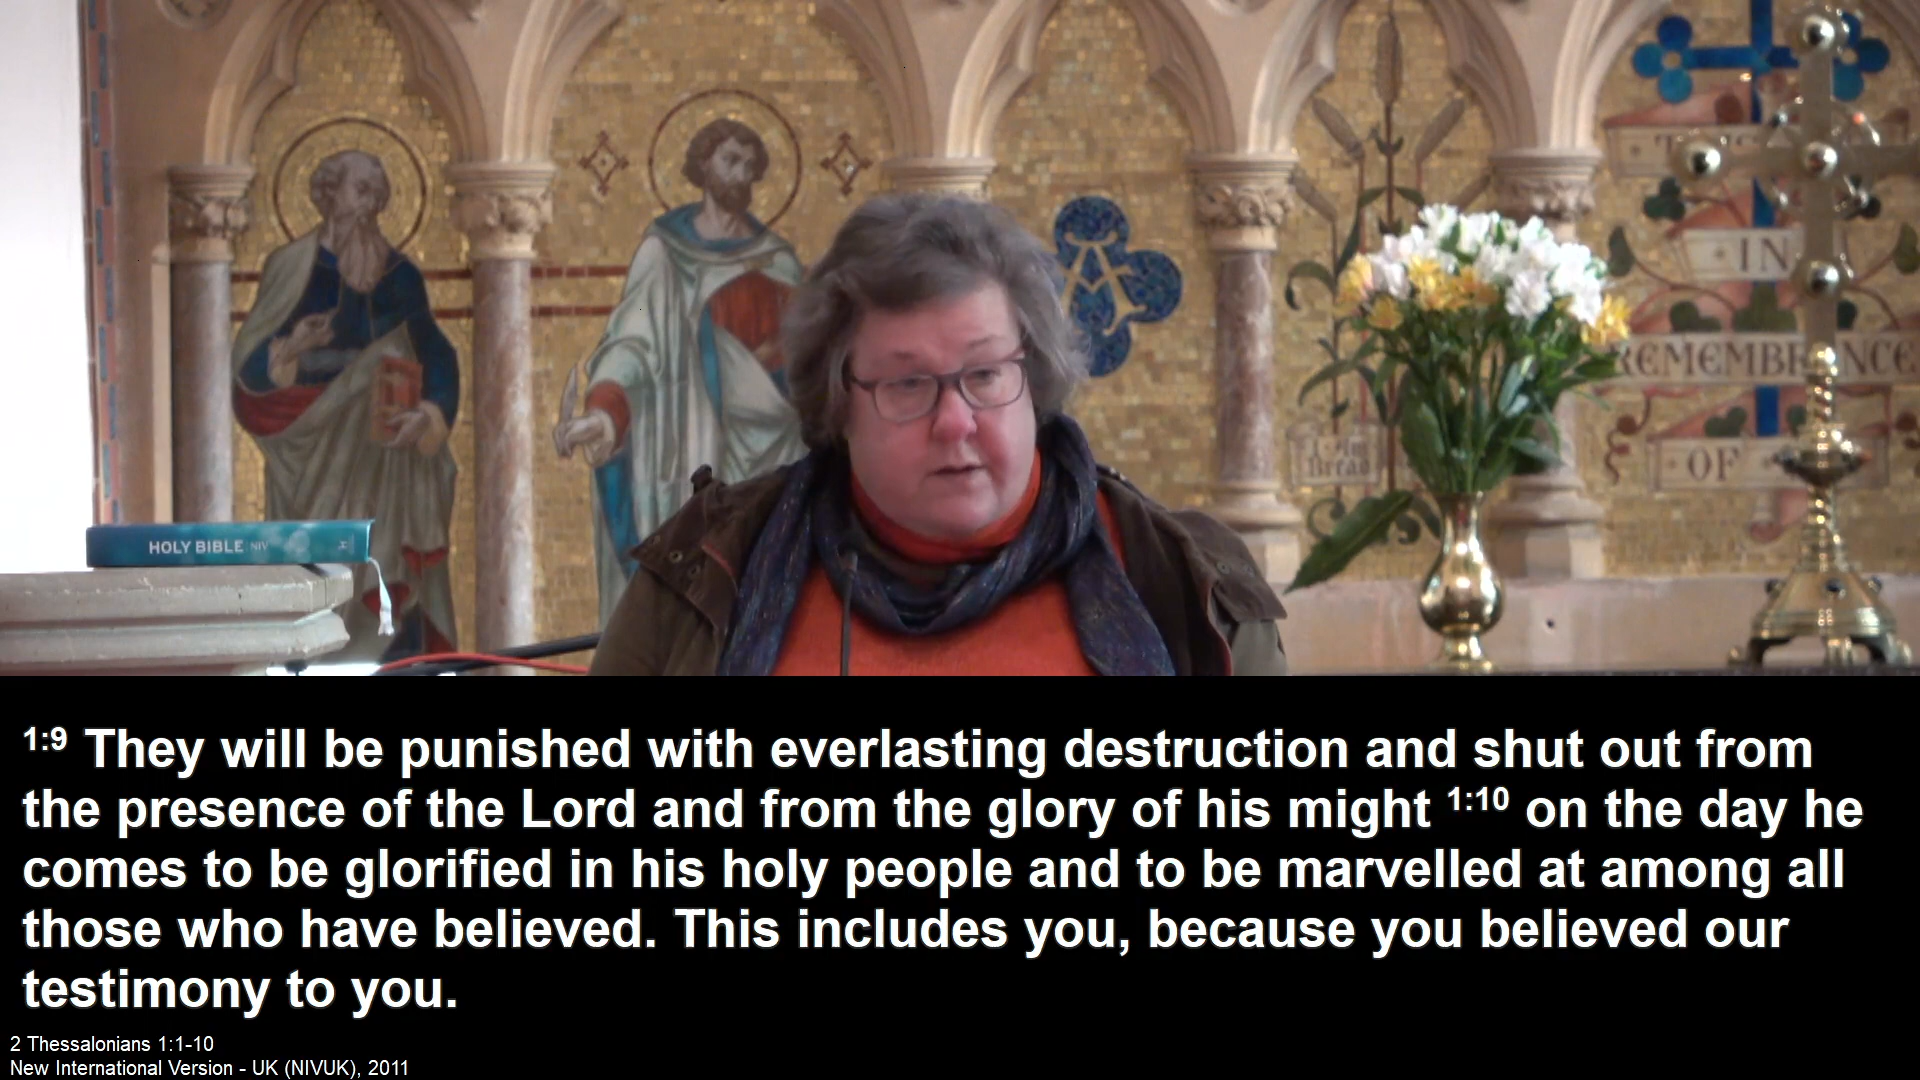 IN
REMEMBRANCE
OF
I Am
Bread
A
HOLY BIBLE NIV
1:9 They will be punished with everlasting destruction and shut out from
the presence of the Lord and from the glory of his might 1:10 on the day he
comes to be glorified in his holy people and to be marvelled at among all
those who have believed. This includes you, because you believed our
testimony to you.
2 Thessalonians 1:1-10
New International Version - UK (NIVUK), 2011